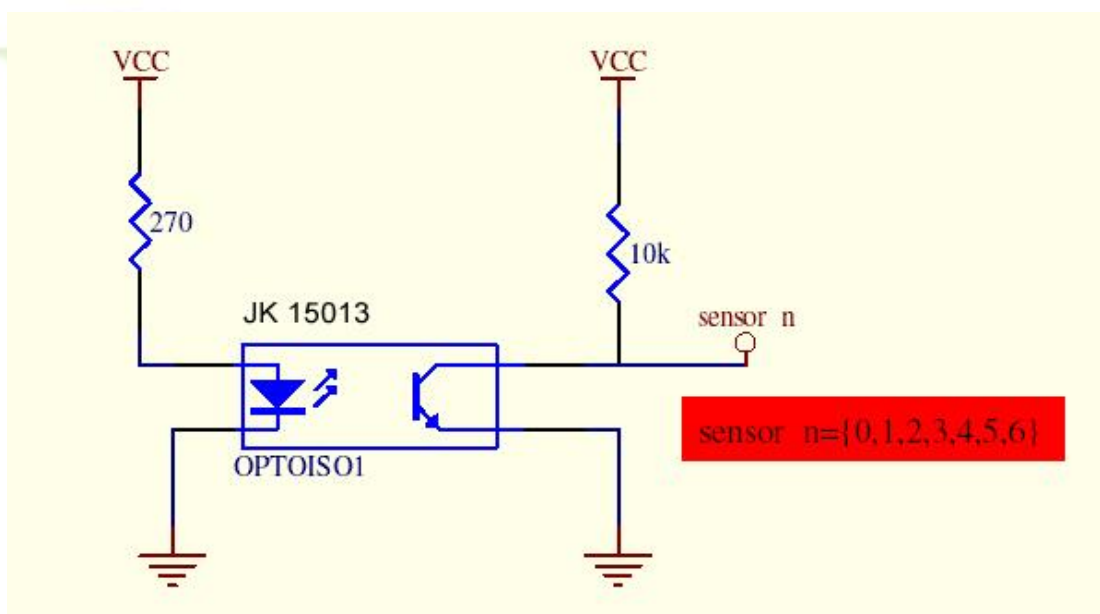 VCC
VCC
270
10k
JK 15013
sensor n
sensor n={0,1,2,3,4,5,6}
OPTOISO1